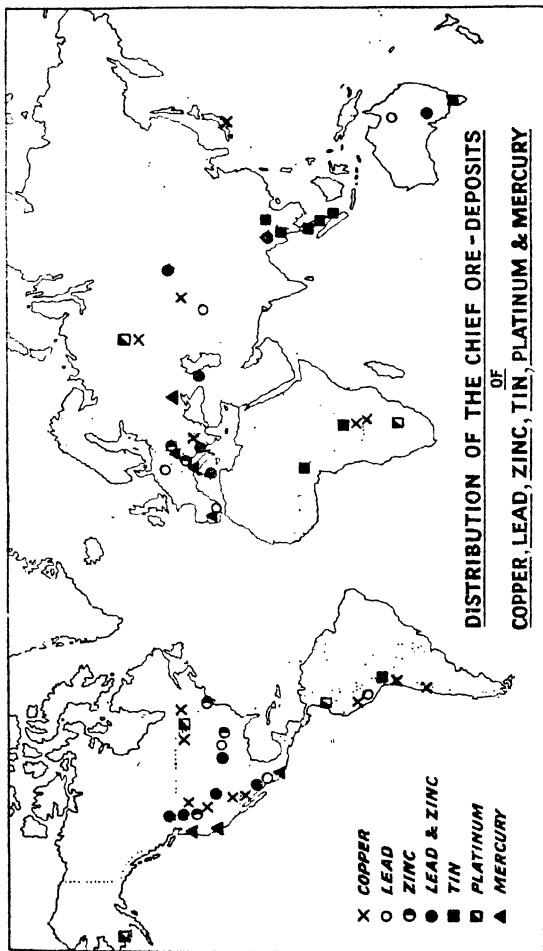 DISTRIBUTION OF THE CHIEF ORE-DEPOSITS
OF
COPPER, LEAD, ZINC, TIN, PLATINUM & MERCURY
COPPER
LEAD
ZINC
LEAD & ZINC
TIN
PLATINUM
MERCURY